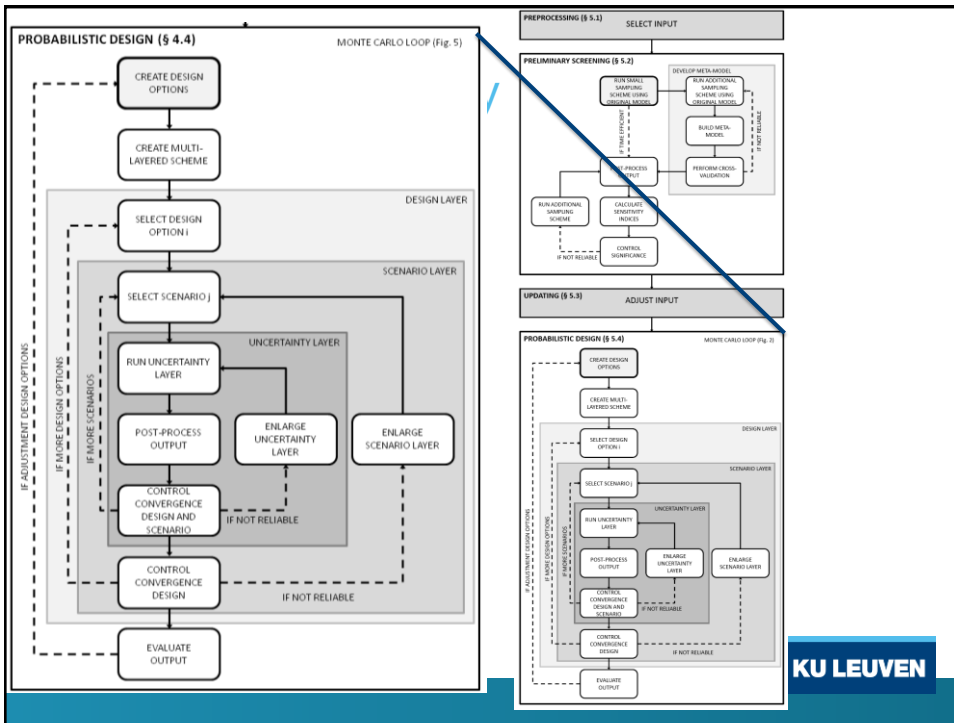 PROBABILISTIC DESIGN (§ 4.4)
MONTE CARLO LOOP (Fig. 5)
CREATE DESIGN
OPTIONS
CREATE MULTI-
LAYERED SCHEME
DESIGN LAYER
SELECT DESIGN
OPTION i
SCENARIO LAYER
SELECT SCENARIO j
UNCERTAINTY LAYER
RUN UNCERTAINTY
LAYER
POST-PROCESS
OUTPUT
ENLARGE
UNCERTAINTY
LAYER
ENLARGE
SCENARIO LAYER
CONTROL
CONVERGENCE
DESIGN AND
SCENARIO
IF NOT RELIABLE
CONTROL
CONVERGENCE
DESIGN
IF NOT RELIABLE
EVALUATE
OUTPUT
IF ADJUSTMENT DESIGN OPTIONS
IF MORE DESIGN OPTIONS
IF MORE SCENARIOS
PREPROCESSING (§ 5.1)
SELECT INPUT
PRELIMINARY SCREENING (§ 5.2)
DEVELOP META-MODEL
RUN SMALL
SAMPLING
SCHEME USING
ORIGINAL MODEL
RUN ADDITIONAL
SAMPLING
SCHEME USING
ORIGINAL MODEL
IF TIME EFFICIENT
BUILD META-
MODEL
IF NOT RELIABLE
POST-PROCESS
OUTPUT
PERFORM CROSS-
VALIDATION
RUN ADDITIONAL
SAMPLING
SCHEME
CALCULATE
SENSITIVITY
INDICES
IF NOT RELIABLE
CONTROL
SIGNIFICANCE
UPDATING (§ 5.3)
ADJUST INPUT
PROBABILISTIC DESIGN (§ 5.4)
MONTE CARLO LOOP (Fig. 2)
CREATE DESIGN
OPTIONS
CREATE MULTI-
LAYERED SCHEME
DESIGN LAYER
SELECT DESIGN
OPTION i
SCENARIO LAYER
SELECT SCENARIO j
UNCERTAINTY LAYER
RUN UNCERTAINTY
LAYER
POST-PROCESS
OUTPUT
ENLARGE
UNCERTAINTY
LAYER
ENLARGE
SCENARIO LAYER
CONTROL
CONVERGENCE
DESIGN AND
SCENARIO
IF NOT RELIABLE
CONTROL
CONVERGENCE
DESIGN
IF NOT RELIABLE
EVALUATE
OUTPUT
IF ADJUSTMENT DESIGN OPTIONS
IF MORE DESIGN OPTIONS
IF MORE SCENARIOS
KU LEUVEN